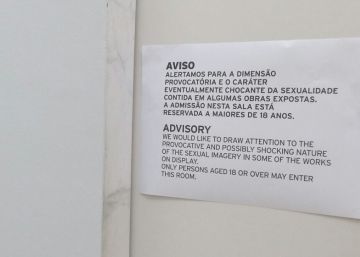 AVISO
ALERTAMOS PARA A DIMENSÃO
PROVOCATÓRIA E O CARÁTER
EVENTUALMENTE CHOCANTE DA SEXUALIDADE
CONTIDA EM ALGUMAS OBRAS EXPOSTAS.
A ADMISSÃO NESTA SALA ESTÁ
RESERVADA A MAIORES DE 18 ANOS.
ADVISORY
WE WOULD LIKE TO DRAW ATTENTION TO THE
PROVOCATIVE AND POSSIBLY SHOCKING NATURE
OF THE SEXUAL IMAGERY IN SOME OF THE WORKS
ON DISPLAY.
ONLY PERSONS AGED 18 OR OVER MAY ENTER
THIS ROOM.